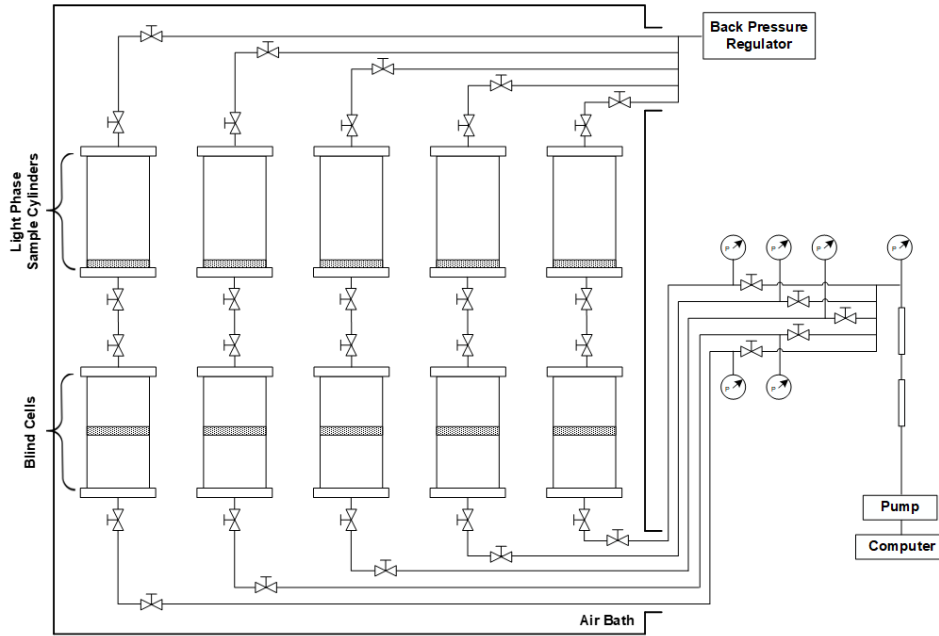 Back Pressure
Regulator
Light Phase
Sample Cylinders
P
P
P
P
P
P
Blind Cells
Pump
Computer
Air Bath